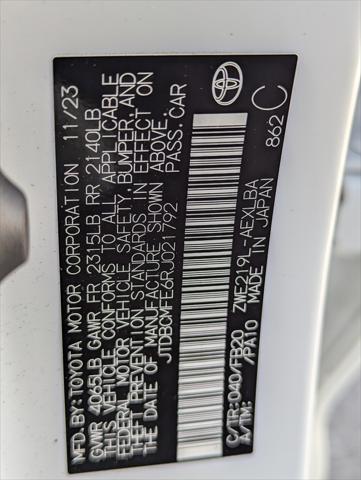 MFD. BY: TOYOTA MOTOR CORPORATION 11/23
GVWR 4065LB GAWR FR 2315LB RR 2140LB
THIS VEHICLE CONFORMS TO ALL APPLICABLE
FEDERAL MOTOR VEHICLE SAFETY, BUMPER, AND
THEFT PREVENTION STANDARDS IN EFFECT ON
THE DATE OF MANUFACTURE SHOWN ABOVE.
JTDBCMFE6RJ021792 PASS. CAR
C/TR:040/FB20 ZWE219L-AEXLBA
A/TM: /PA10 MADE IN JAPAN
862 C